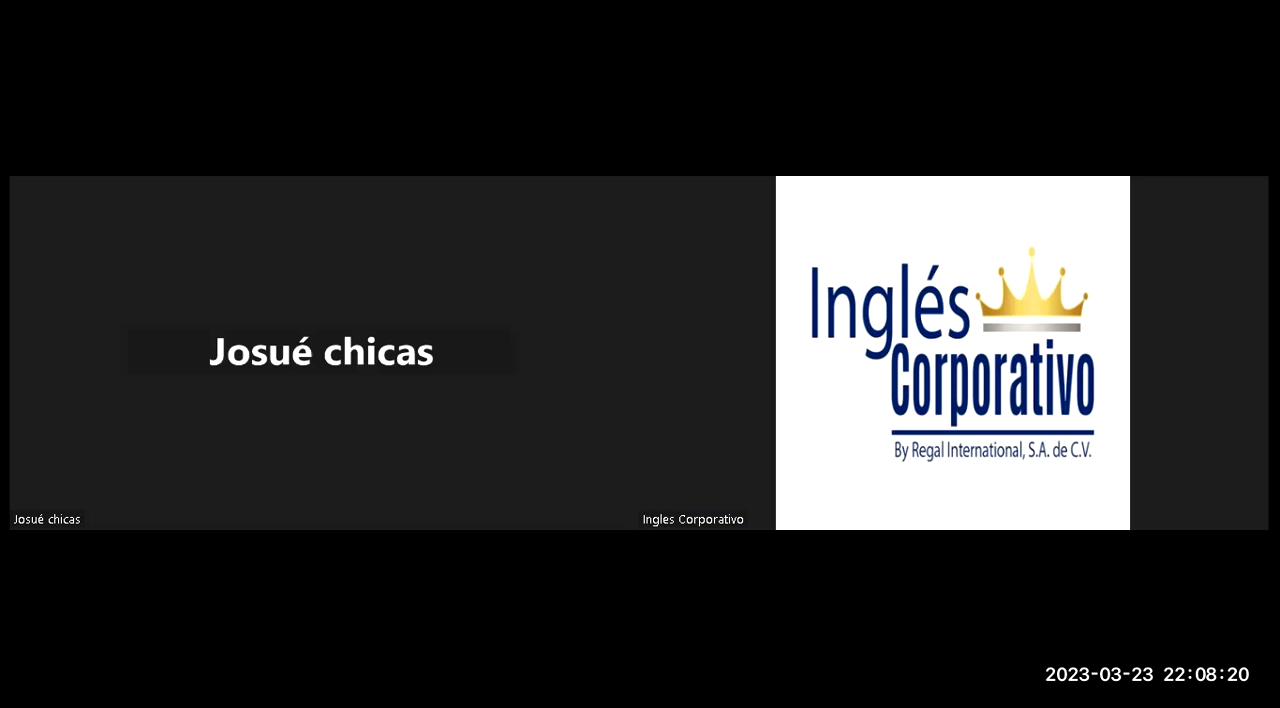 Josué chicas
Inglés
Corporativo
By Regal International, S.A. de C.V.
Josué chicas
Ingles Corporativo
2023-03-23 22:08:20